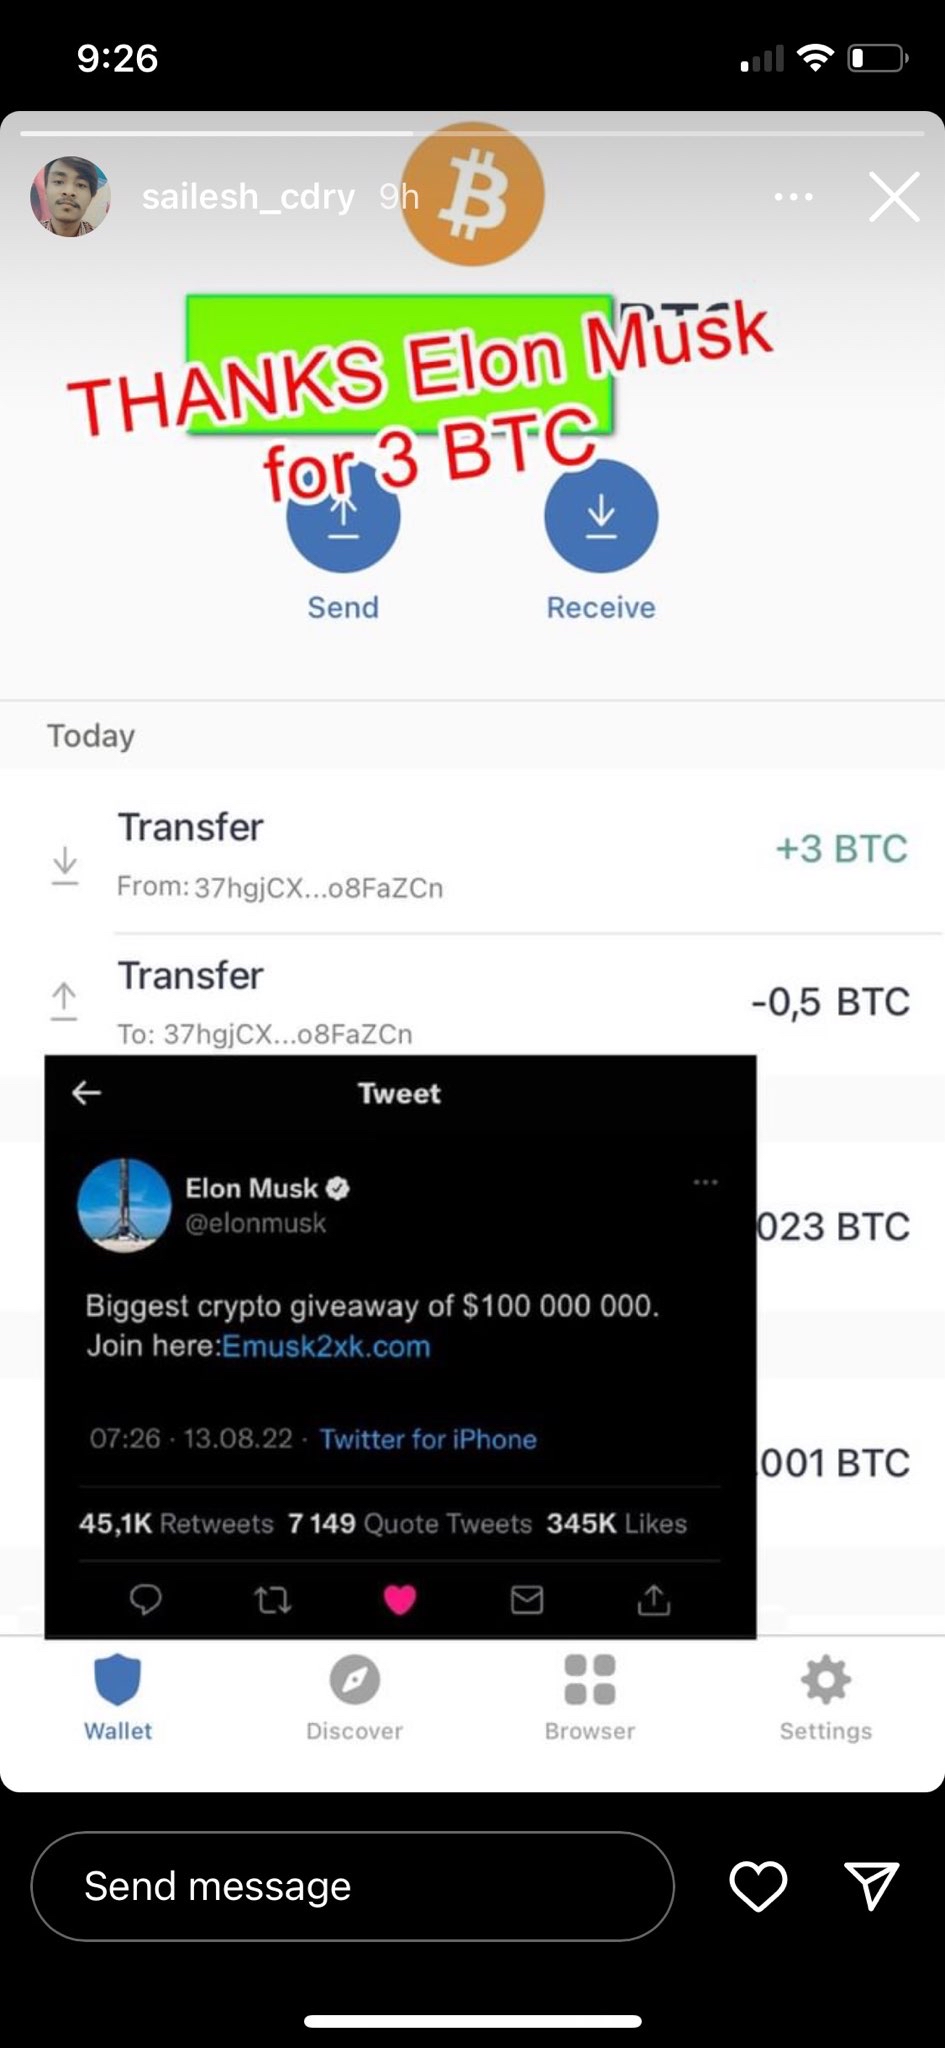 9:26
sailesh_cdry 9h
THANKS Elon Musk
for 3 BTC
Send Receive
Today
Transfer
+3 BTC
From: 37hgjCX...o8FaZCn
Transfer
-0,5 BTC
To: 37hgjCX...o8FaZCn
Tweet
Elon Musk
@elonmusk
023 BTC
Biggest crypto giveaway of $100 000 000.
Join here:Emusk2xk.com
07:26 · 13.08.22 · Twitter for iPhone
001 BTC
45,1K Retweets 7 149 Quote Tweets 345K Likes
Wallet Discover Browser Settings
Send message